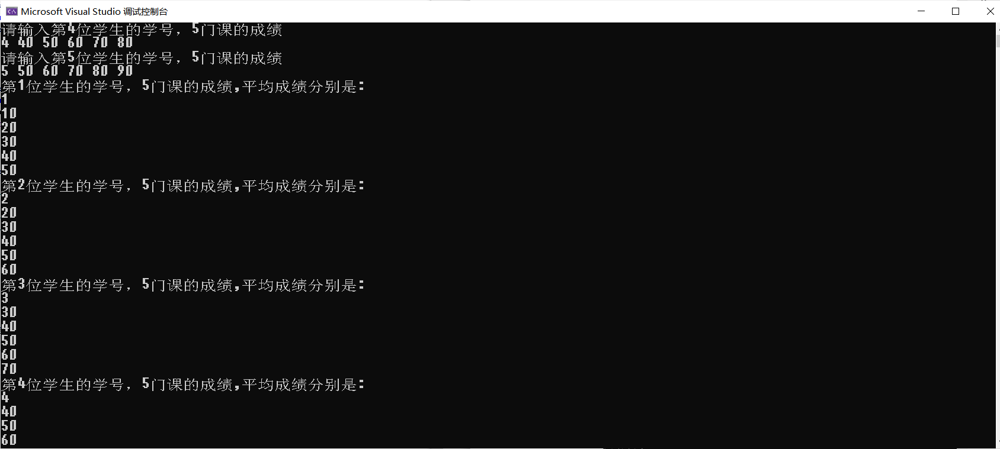 Microsoft Visual Studio 调试控制台
请输入第4位学生的学号，5门课的成绩
4 40 50 60 70 80
请输入第5位学生的学号，5门课的成绩
5 50 60 70 80 90
第1位学生的学号，5门课的成绩,平均成绩分别是:
1
10
20
30
40
50
第2位学生的学号，5门课的成绩,平均成绩分别是:
2
20
30
40
50
60
第3位学生的学号，5门课的成绩,平均成绩分别是:
3
30
40
50
60
70
第4位学生的学号，5门课的成绩,平均成绩分别是:
4
40
50
60